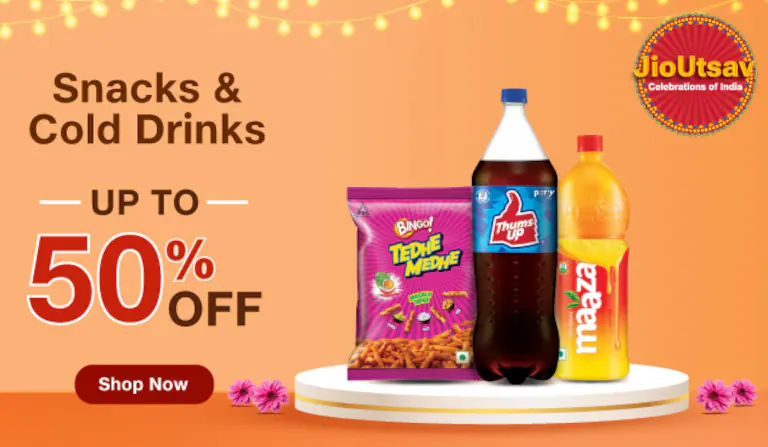 Snacks &
Cold Drinks
UP TO
50% OFF
Shop Now
JioUtsav
Celebrations of India
BINGO!
TEDHE
MEDHE
Thums
UP
maaza